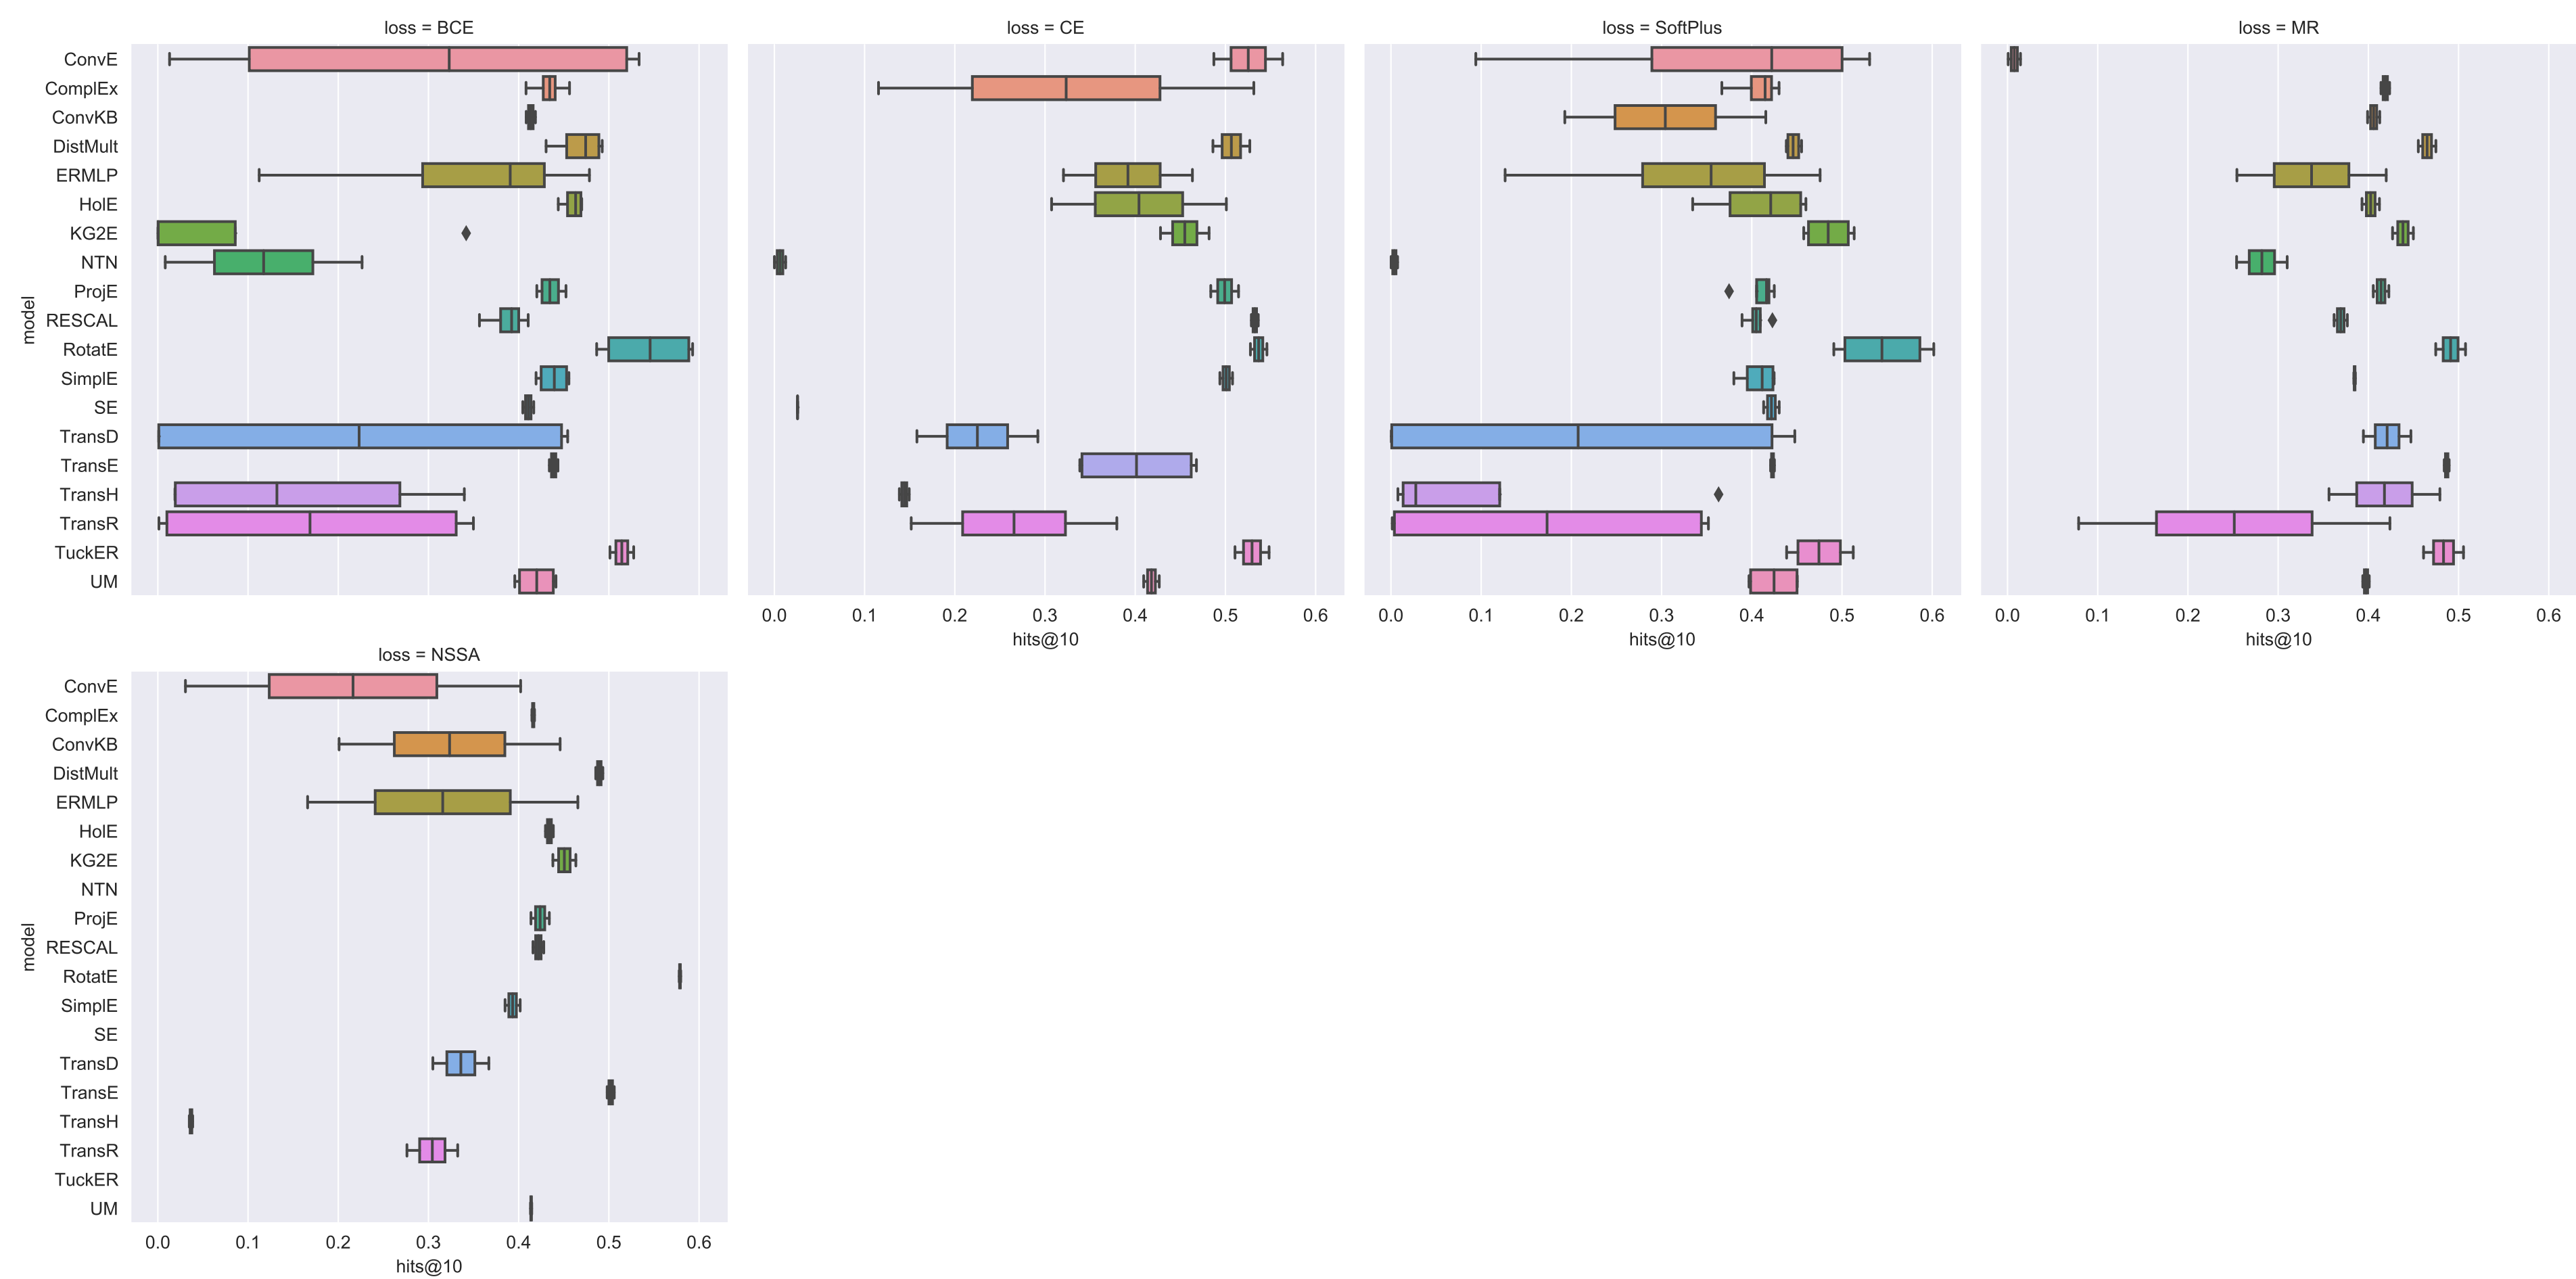 loss = BCE
loss = CE
loss = SoftPlus
loss = MR
model
ConvE
ComplEx
ConvKB
DistMult
ERMLP
HolE
KG2E
NTN
ProjE
RESCAL
RotatE
SimplE
SE
TransD
TransE
TransH
TransR
TuckER
UM
0.0 0.1 0.2 0.3 0.4 0.5 0.6
hits@10
0.0 0.1 0.2 0.3 0.4 0.5 0.6
hits@10
0.0 0.1 0.2 0.3 0.4 0.5 0.6
hits@10
loss = NSSA
model
ConvE
ComplEx
ConvKB
DistMult
ERMLP
HolE
KG2E
NTN
ProjE
RESCAL
RotatE
SimplE
SE
TransD
TransE
TransH
TransR
TuckER
UM
0.0 0.1 0.2 0.3 0.4 0.5 0.6
hits@10